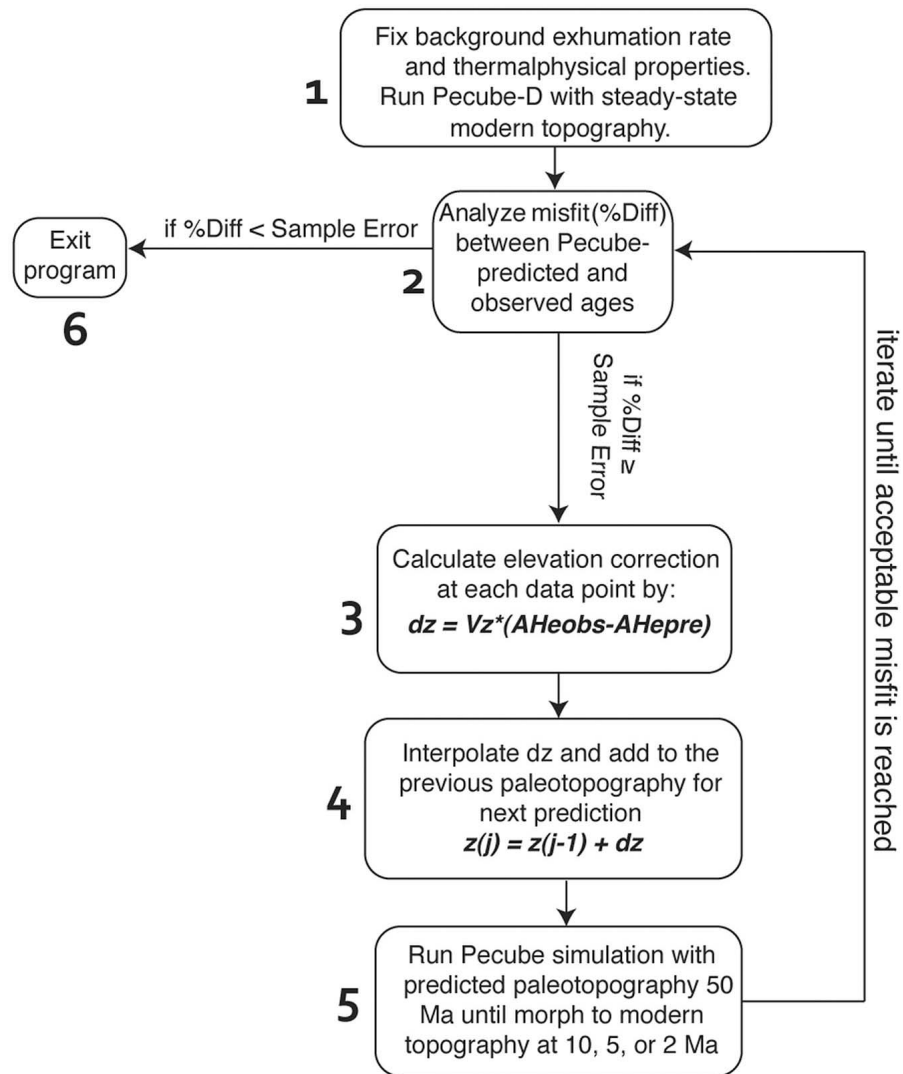 1
Fix background exhumation rate
and thermalphysical properties.
Run Pecube-D with steady-state
modern topography.
if %Diff < Sample Error
Exit
program
6
2
Analyze misfit(%Diff)
between Pecube-
predicted and
observed ages
if %Diff ≥
Sample Error
3
Calculate elevation correction
at each data point by:
dz = Vz*(AHeobs-AHepre)
4
Interpolate dz and add to the
previous paleotopography for
next prediction
z(j) = z(j-1) + dz
5
Run Pecube simulation with
predicted paleotopography 50
Ma until morph to modern
topography at 10, 5, or 2 Ma
iterate until acceptable misfit is reached